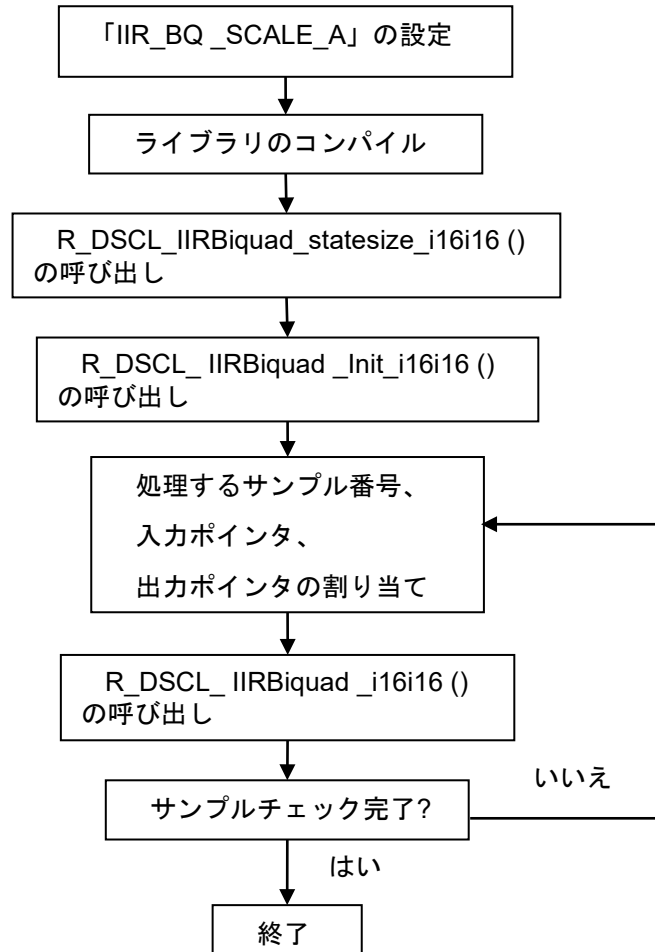 「IIR_BQ _SCALE_A」の設定
ライブラリのコンパイル
R_DSCL_IIRBiquad_statesize_i16i16 ()
の呼び出し
R_DSCL_ IIRBiquad _Init_i16i16 ()
の呼び出し
処理するサンプル番号、
入力ポインタ、
出力ポインタの割り当て
R_DSCL_ IIRBiquad _i16i16 ()
の呼び出し
サンプルチェック完了?
いいえ
はい
終了